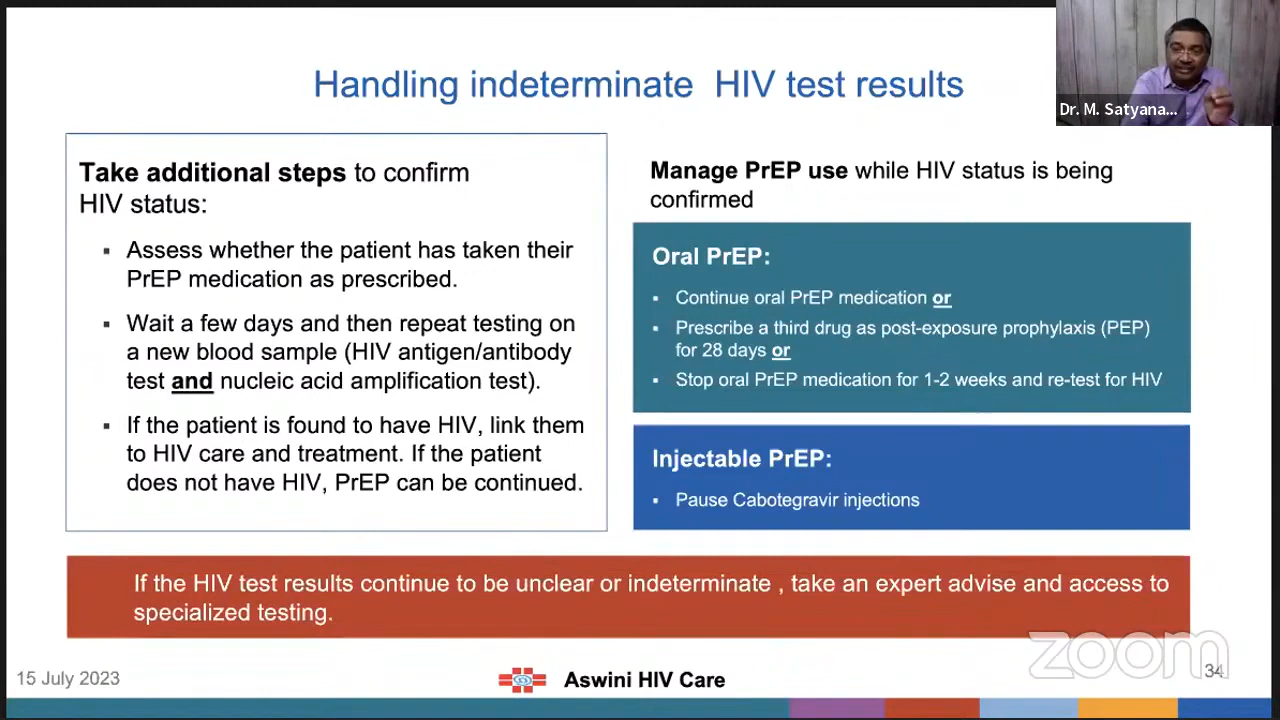 Handling indeterminate HIV test results
Dr. M. Satyana...
Take additional steps to confirm
HIV status:
▪ Assess whether the patient has taken their
PrEP medication as prescribed.
▪ Wait a few days and then repeat testing on
a new blood sample (HIV antigen/antibody
test and nucleic acid amplification test).
▪ If the patient is found to have HIV, link them
to HIV care and treatment. If the patient
does not have HIV, PrEP can be continued.
Manage PrEP use while HIV status is being
confirmed
Oral PrEP:
▪ Continue oral PrEP medication or
▪ Prescribe a third drug as post-exposure prophylaxis (PEP)
for 28 days or
▪ Stop oral PrEP medication for 1-2 weeks and re-test for HIV
Injectable PrEP:
▪ Pause Cabotegravir injections
If the HIV test results continue to be unclear or indeterminate , take an expert advise and access to
specialized testing.
15 July 2023
Aswini HIV Care
zoom
34